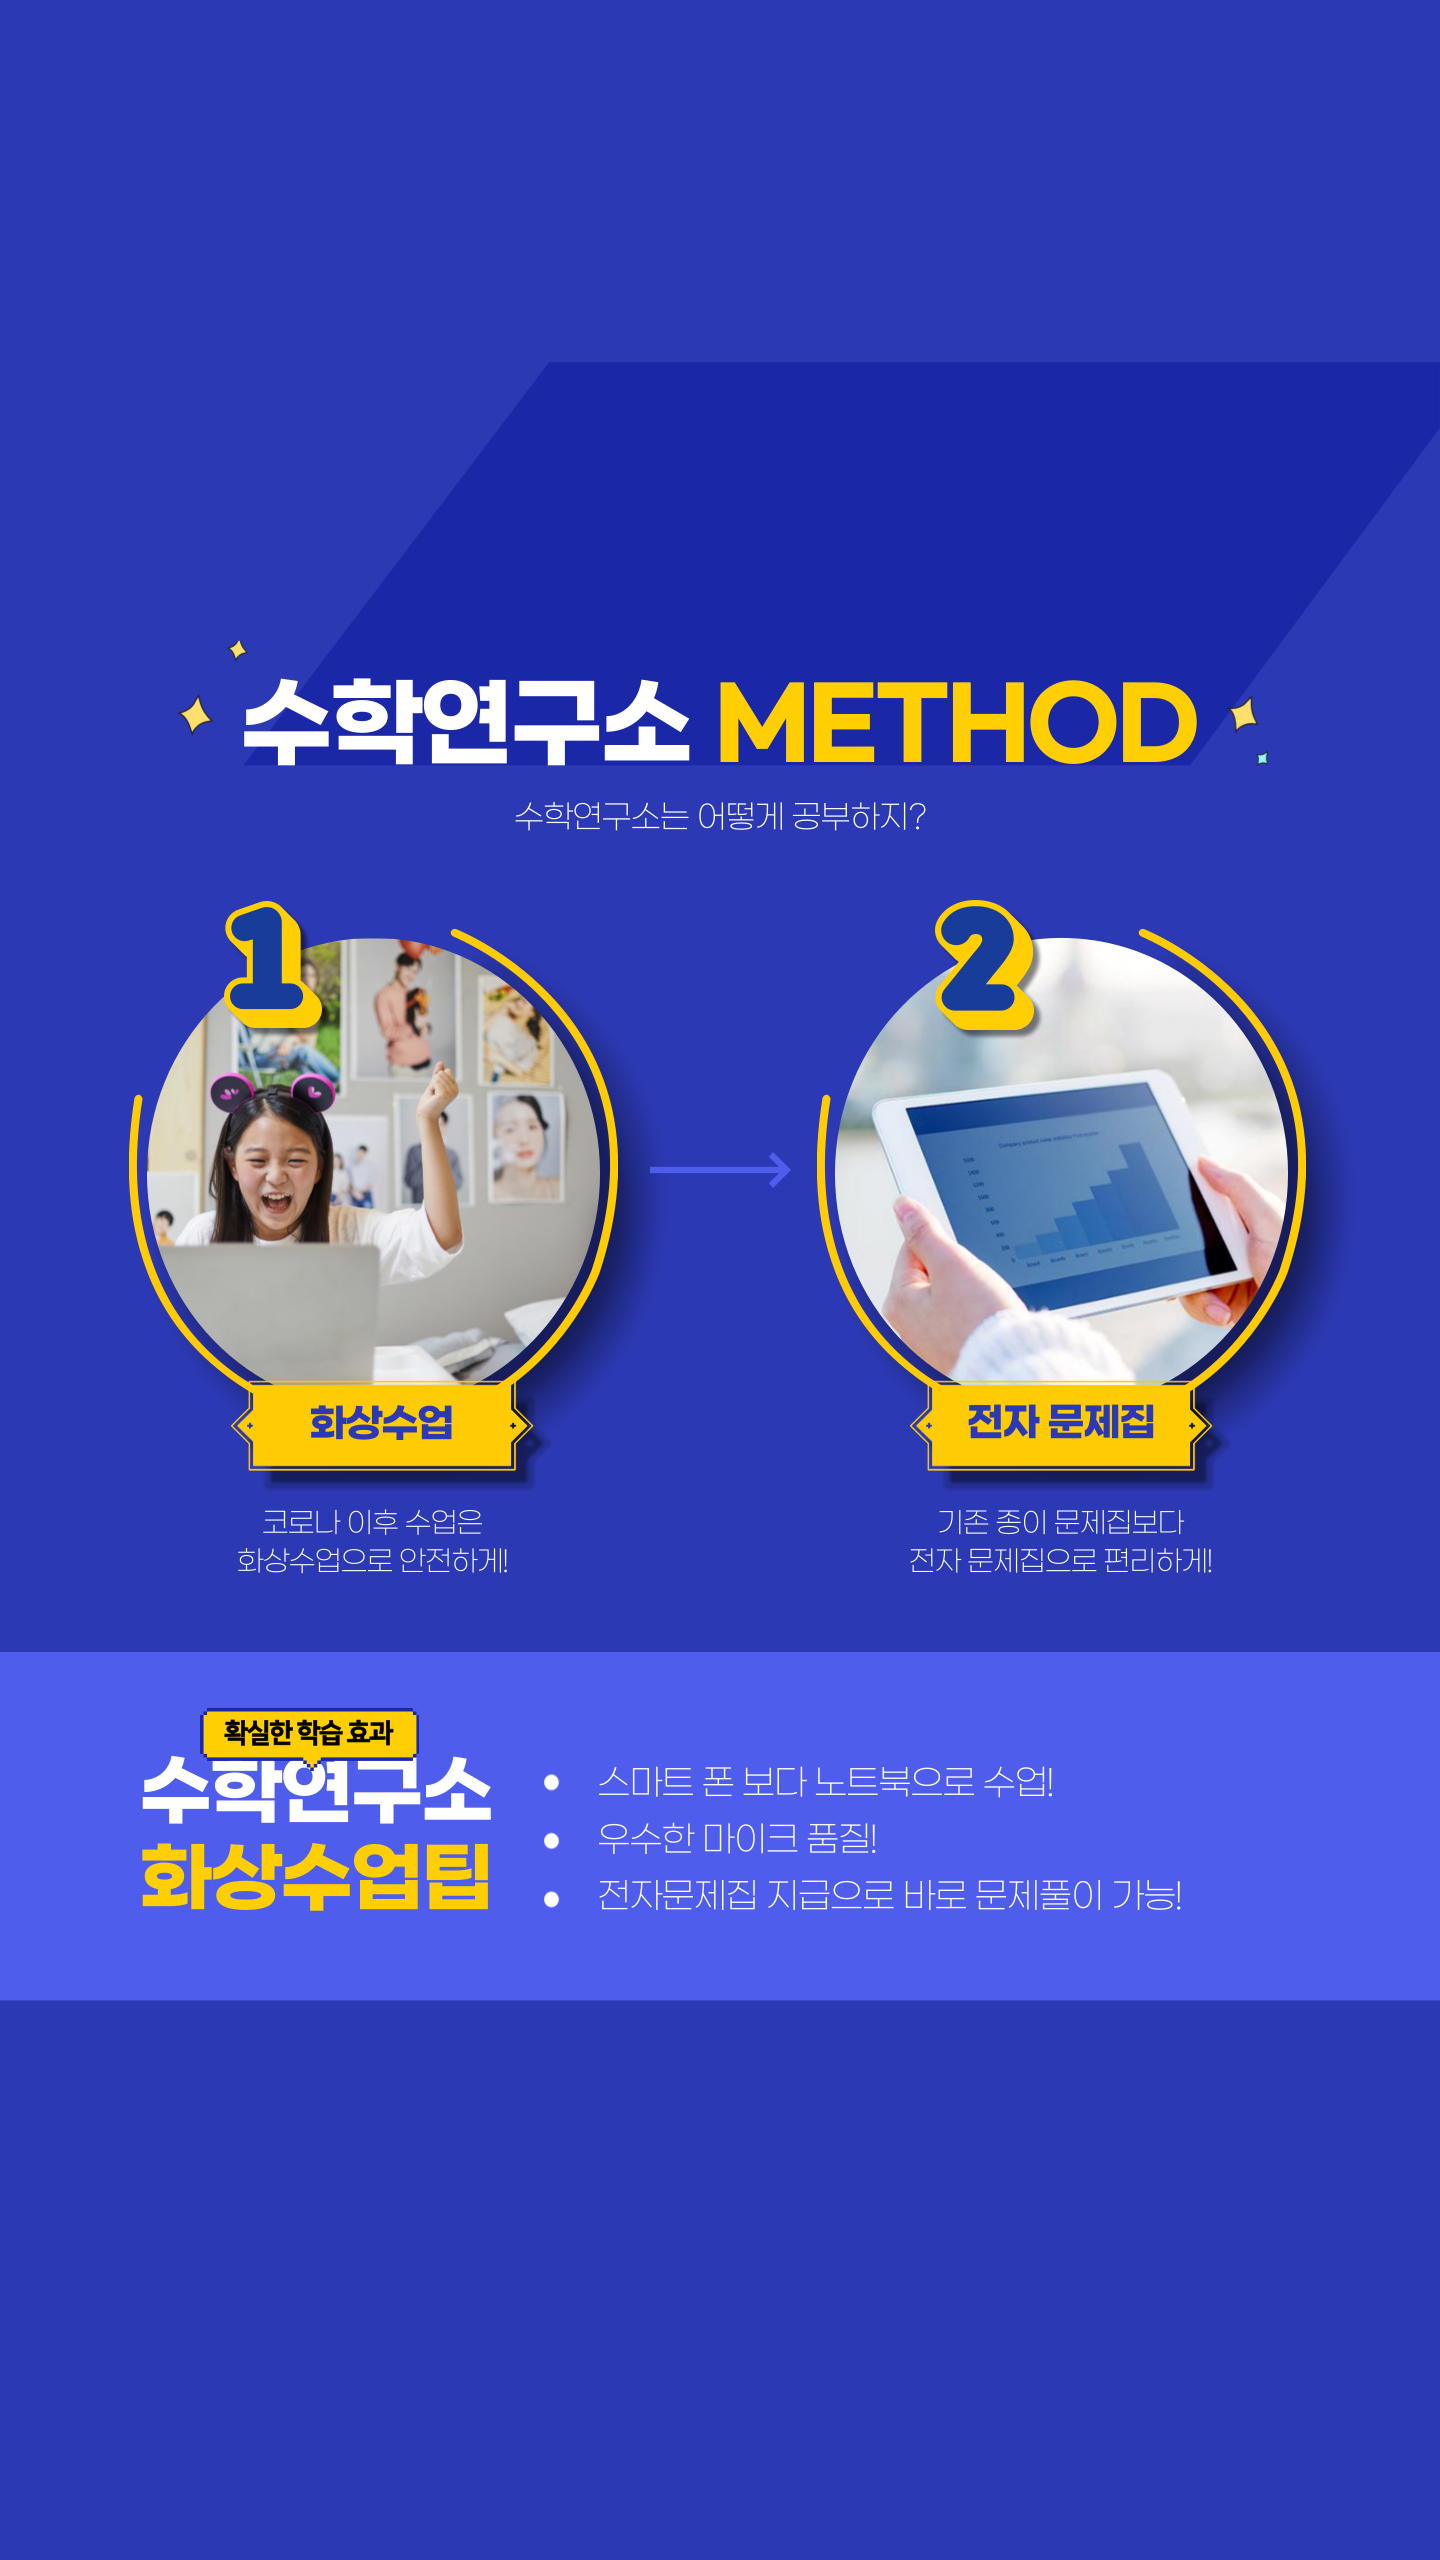 수학연구소 METHOD
수학연구소는 어떻게 공부하지?
1
2
화상수업
전자 문제집
코로나 이후 수업은
화상수업으로 안전하게!
기존 종이 문제집보다
전자 문제집으로 편리하게!
확실한 학습 효과
수학연구소
화상수업팁
스마트 폰 보다 노트북으로 수업!
우수한 마이크 품질!
전자문제집 지급으로 바로 문제풀이 가능!